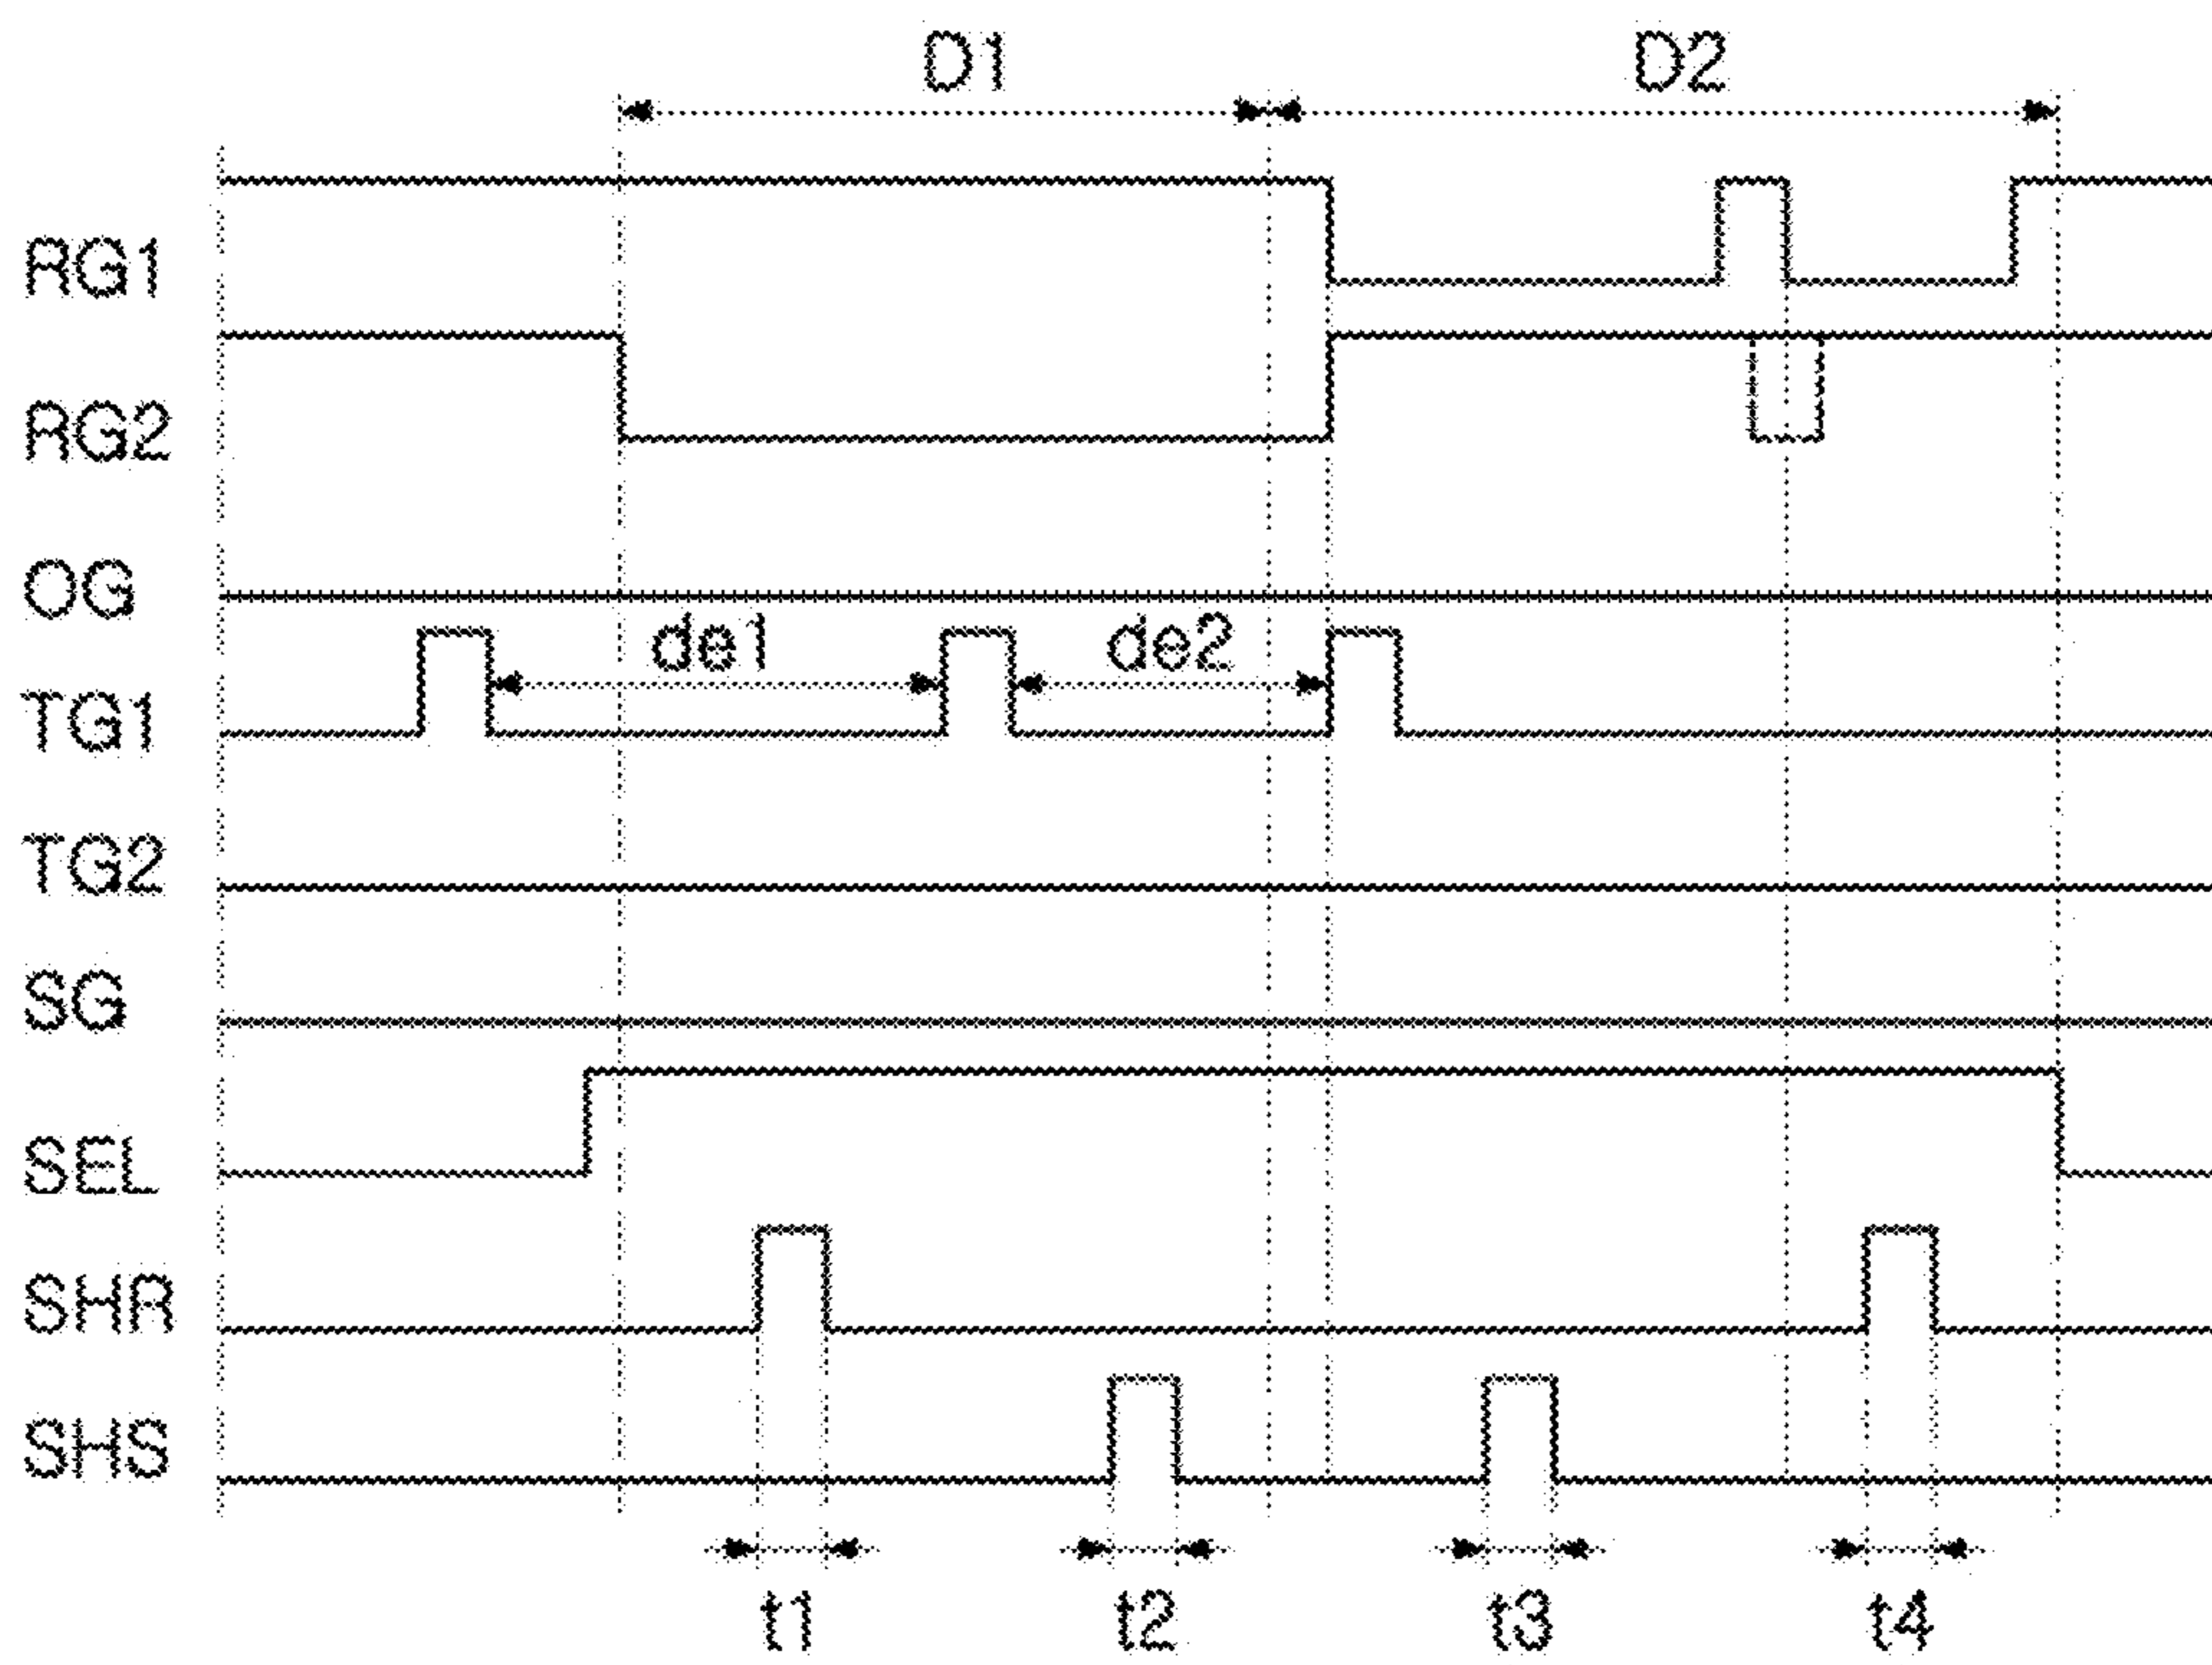 D1 D2
RG1
RG2
OG
de1 de2
TG1
TG2
SG
SEL
SHR
SHS
t1 t2 t3 t4